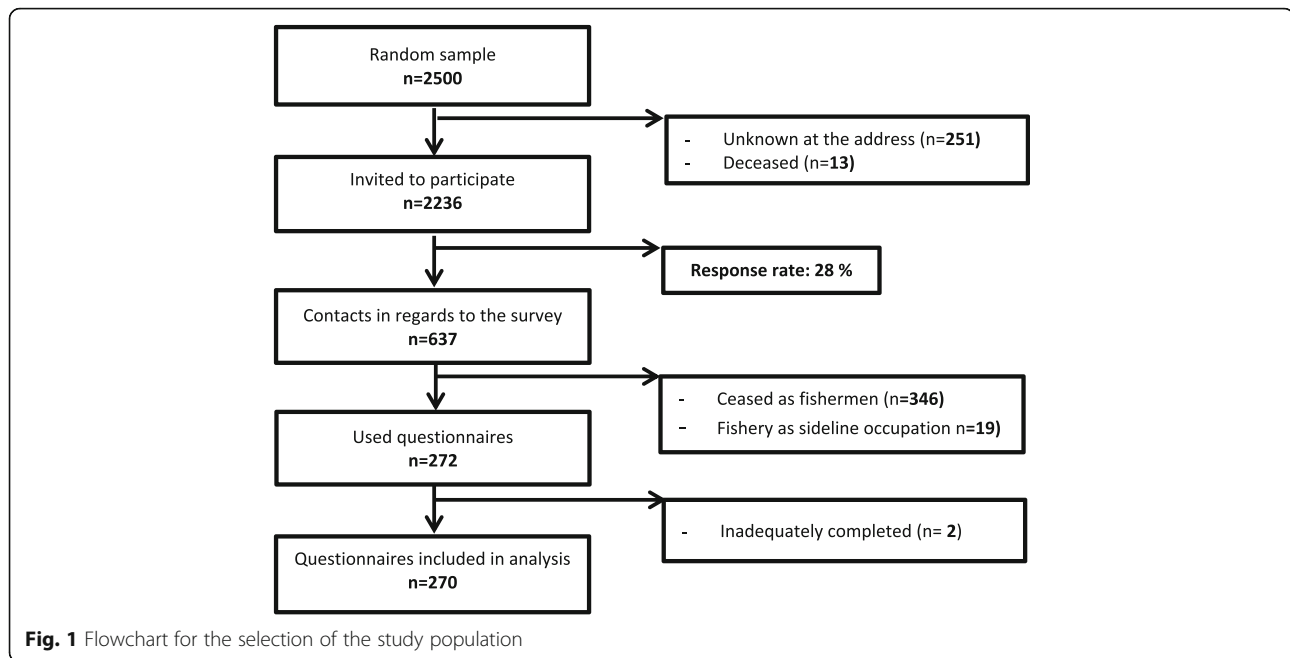 Random sample
n=2500
- Unknown at the address (n=251)
- Deceased (n=13)
Invited to participate
n=2236
Response rate: 28 %
Contacts in regards to the survey
n=637
- Ceased as fishermen (n=346)
- Fishery as sideline occupation n=19)
Used questionnaires
n=272
- Inadequately completed (n= 2)
Questionnaires included in analysis
n=270
Fig. 1 Flowchart for the selection of the study population